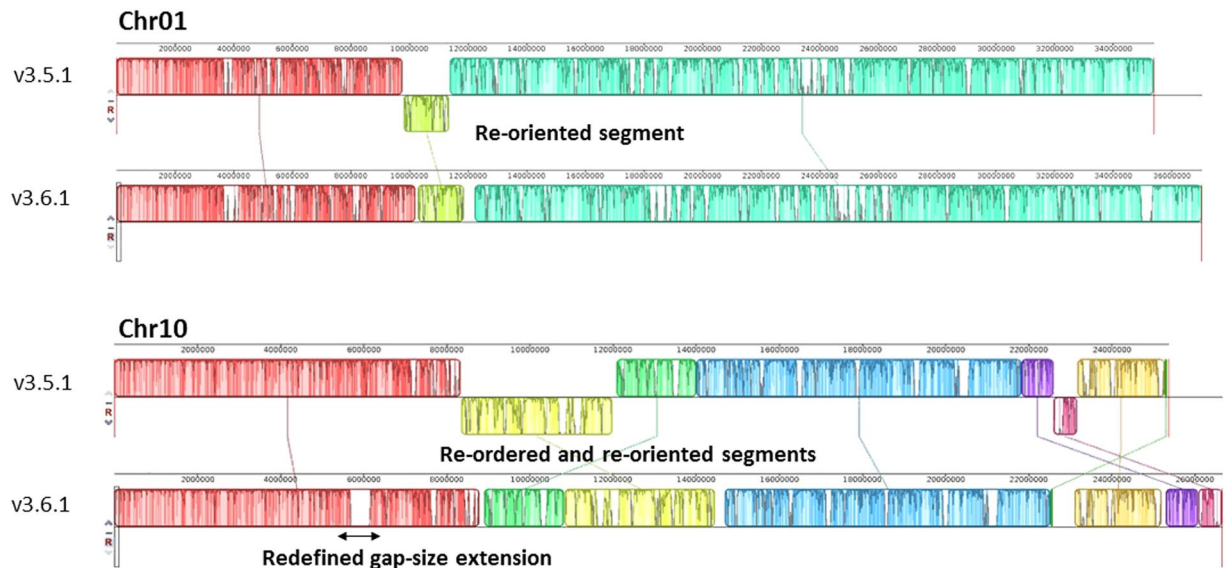 Chr01
2000000 4000000 6000000 8000000 10000000 12000000 14000000 16000000 18000000 20000000 22000000 24000000 26000000 28000000 30000000 32000000 34000000
v3.5.1
R
Re-oriented segment
2000000 4000000 6000000 8000000 10000000 12000000 14000000 16000000 18000000 20000000 22000000 24000000 26000000 28000000 30000000 32000000 34000000 36000000
v3.6.1
R
Chr10
2000000 4000000 6000000 8000000 10000000 12000000 14000000 16000000 18000000 20000000 22000000 24000000
v3.5.1
R
Re-ordered and re-oriented segments
2000000 4000000 6000000 8000000 10000000 12000000 14000000 16000000 18000000 20000000 22000000 24000000 26000000
v3.6.1
R
Redefined gap-size extension